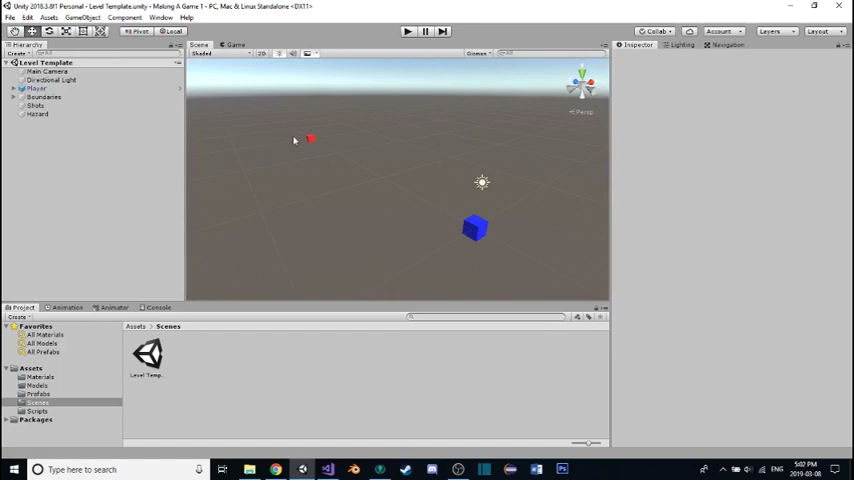 Unity 2018.3.8f1 Personal - Level Template.unity - Making A Game 1 - PC, Mac & Linux Standalone <DX11>
File Edit Assets GameObject Component Window Help
Pivot Local Collab Account Layers Layout
Hierarchy Scene Game Inspector Lighting Navigation
Create All Shaded 2D Gizmos All
Level Template
Main Camera
Directional Light
Player
Boundaries
Shots
Hazard
Persp
Project Animation Animator Console
Create
Favorites
All Materials
All Models
All Prefabs
Assets
Materials
Models
Prefabs
Scenes
Scripts
Packages
Assets Scenes
Level Temp...
Type here to search
ENG
5:02 PM
2019-03-08